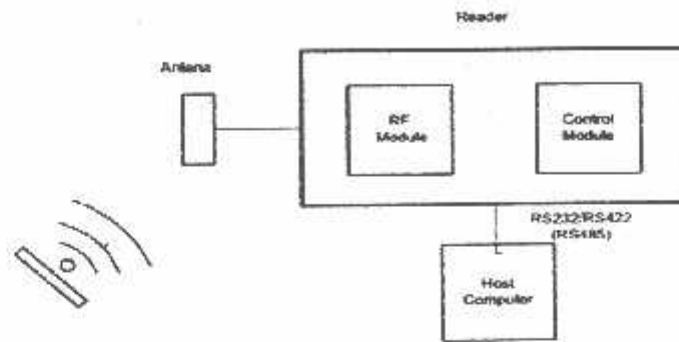 Reader
Antena
RF
Module
Control
Module
RS232/RS422
(RS485)
Host
Computer